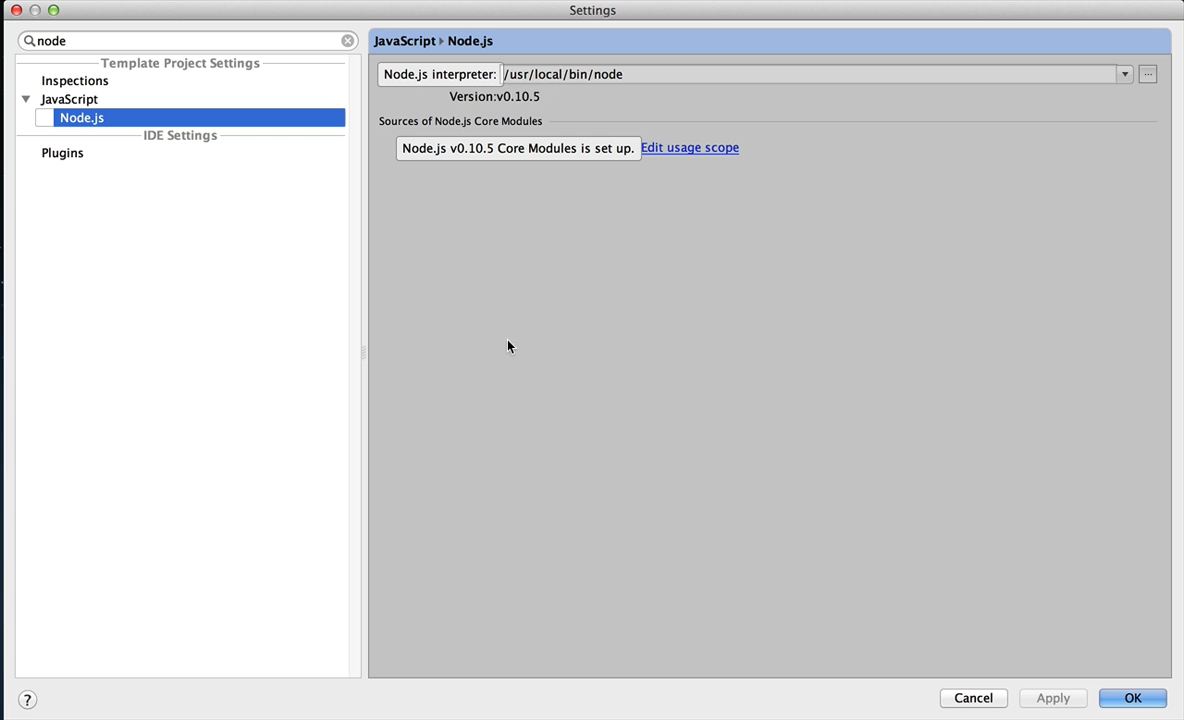 Settings
node
Template Project Settings
Inspections
JavaScript
Node.js
IDE Settings
Plugins
JavaScript ▸ Node.js
Node.js interpreter: /usr/local/bin/node
Version:v0.10.5
Sources of Node.js Core Modules
Node.js v0.10.5 Core Modules is set up. Edit usage scope
? Cancel Apply OK